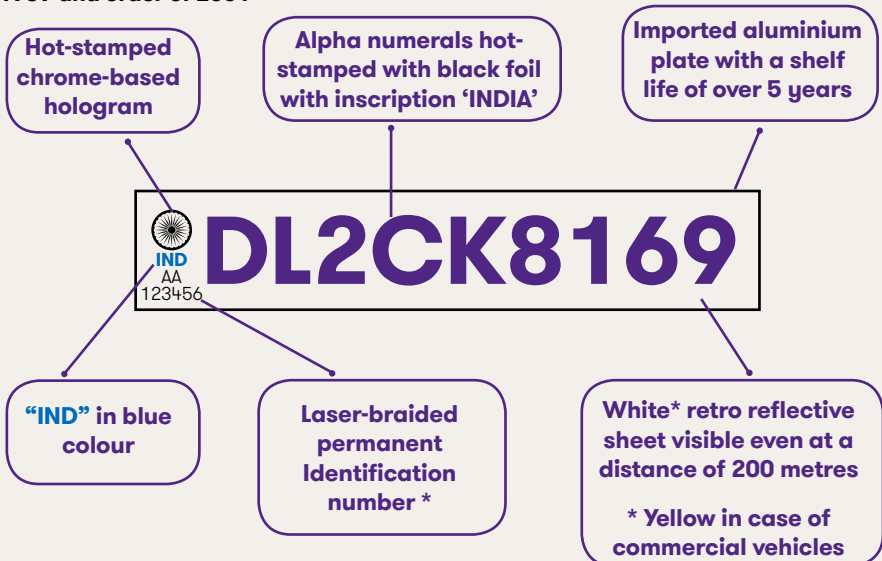 Hot-stamped
chrome-based
hologram
Alpha numerals hot-
stamped with black foil
with inscription ‘INDIA’
Imported aluminium
plate with a shelf
life of over 5 years
IND
AA
123456
DL2CK8169
“IND” in blue
colour
Laser-braided
permanent
Identification
number *
White* retro reflective
sheet visible even at a
distance of 200 metres
* Yellow in case of
commercial vehicles